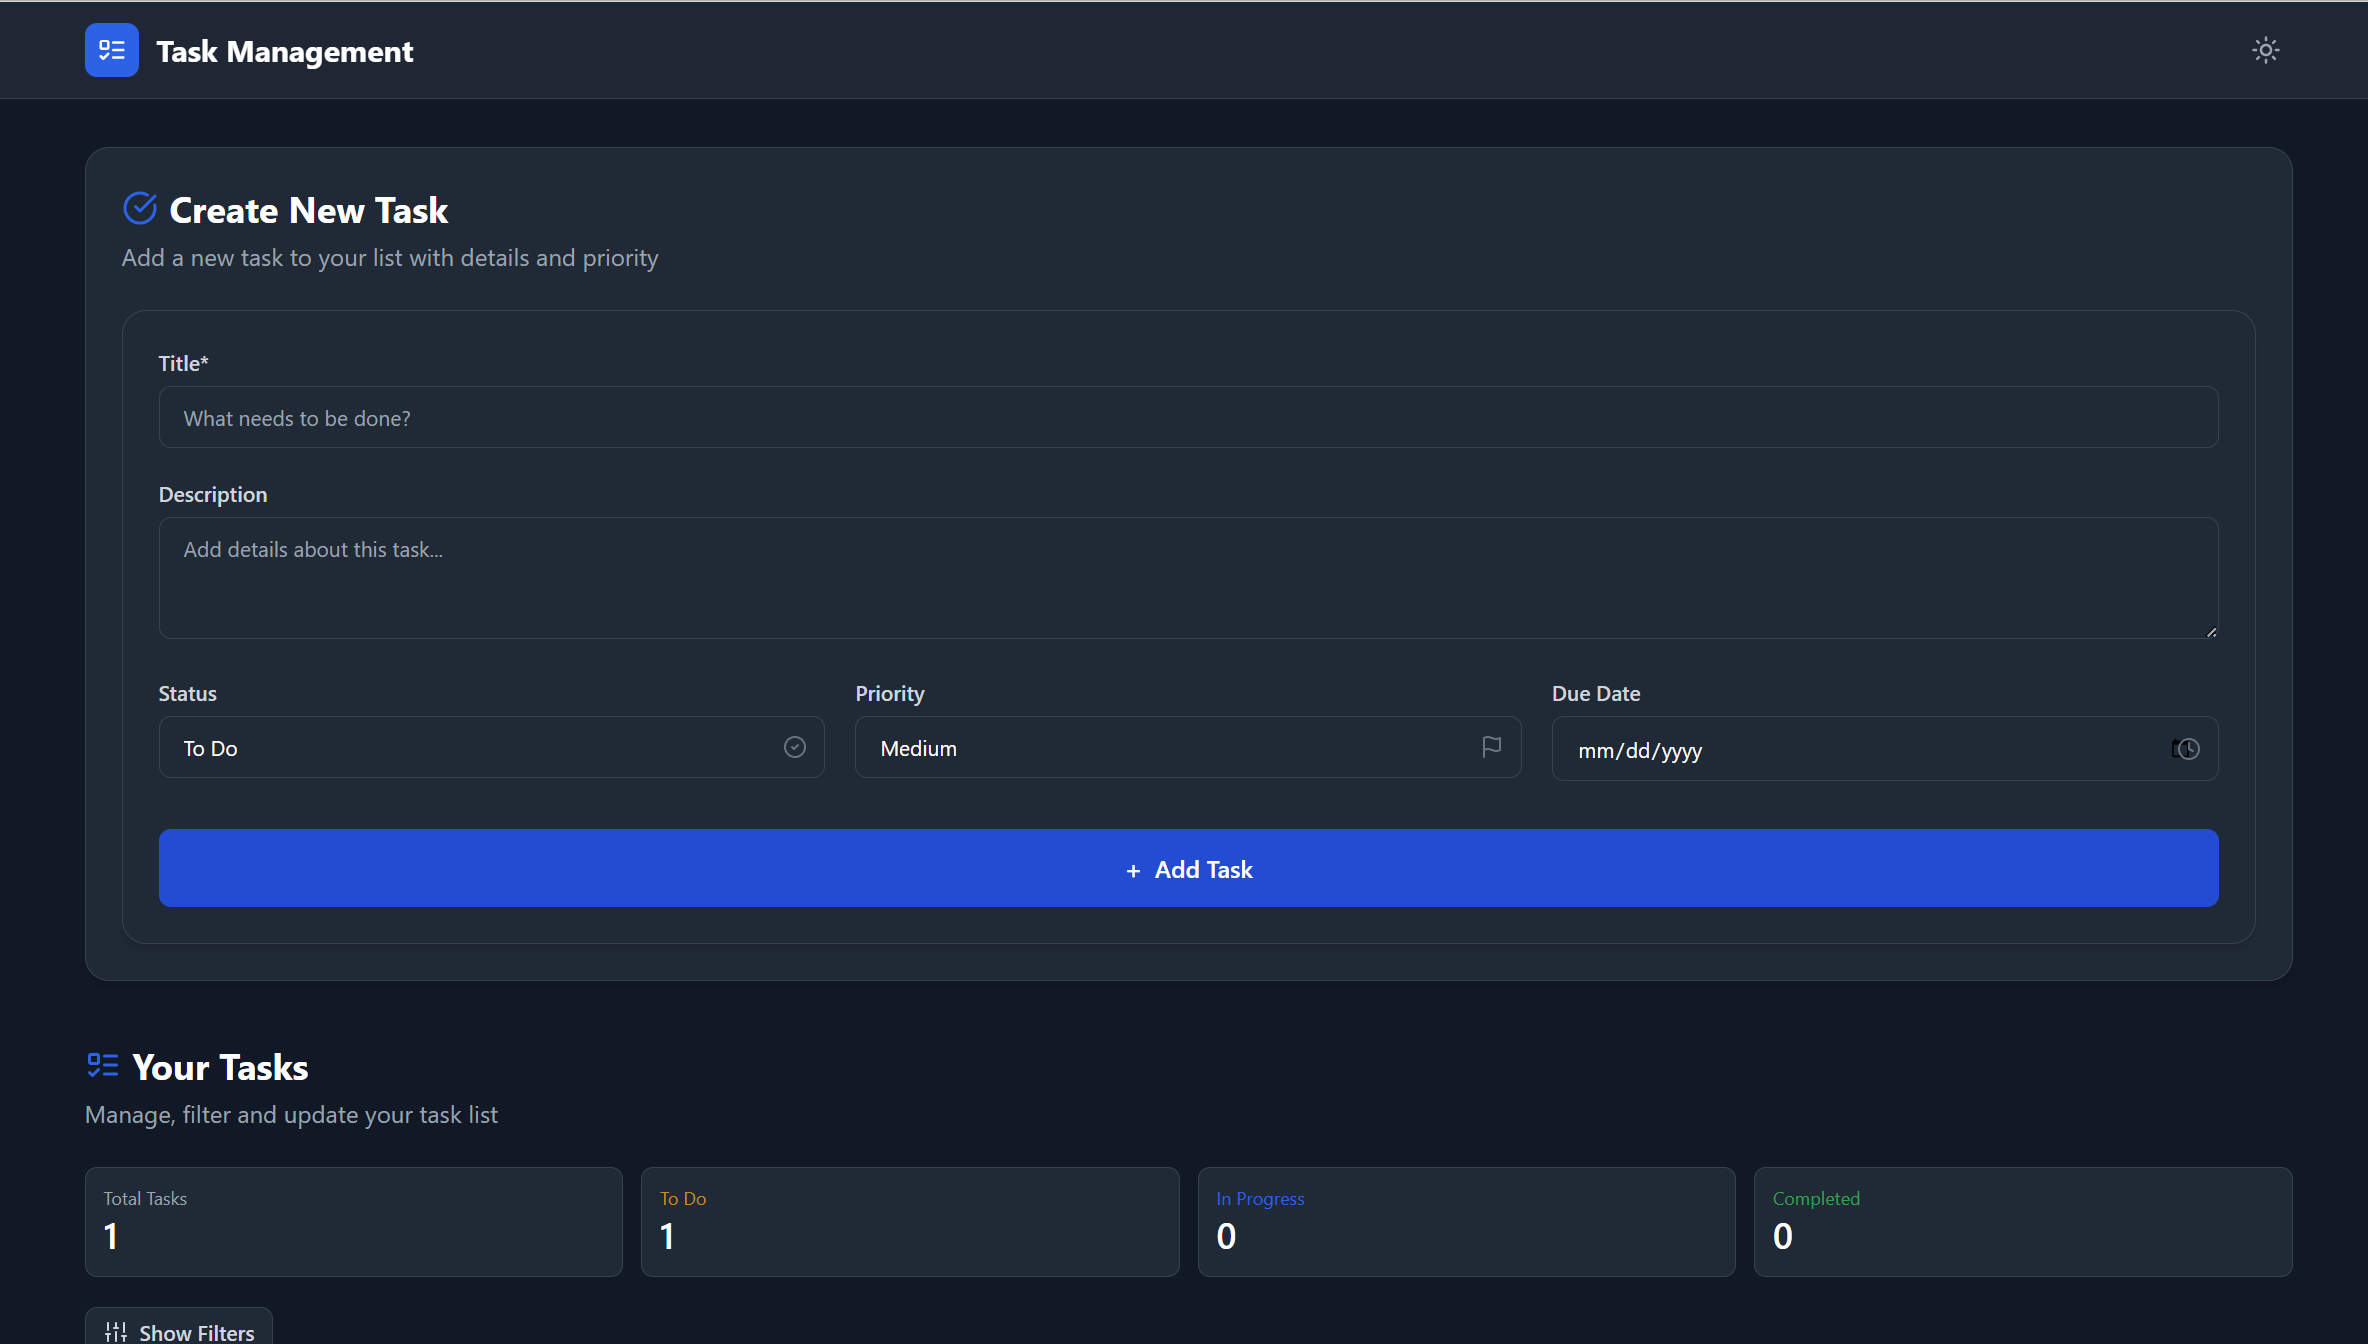 Task Management
Create New Task
Add a new task to your list with details and priority
Title*
What needs to be done?
Description
Add details about this task...
Status
Priority
Due Date
To Do
Medium
mm/dd/yyyy
+ Add Task
Your Tasks
Manage, filter and update your task list
Total Tasks
1
To Do
1
In Progress
0
Completed
0
Show Filters